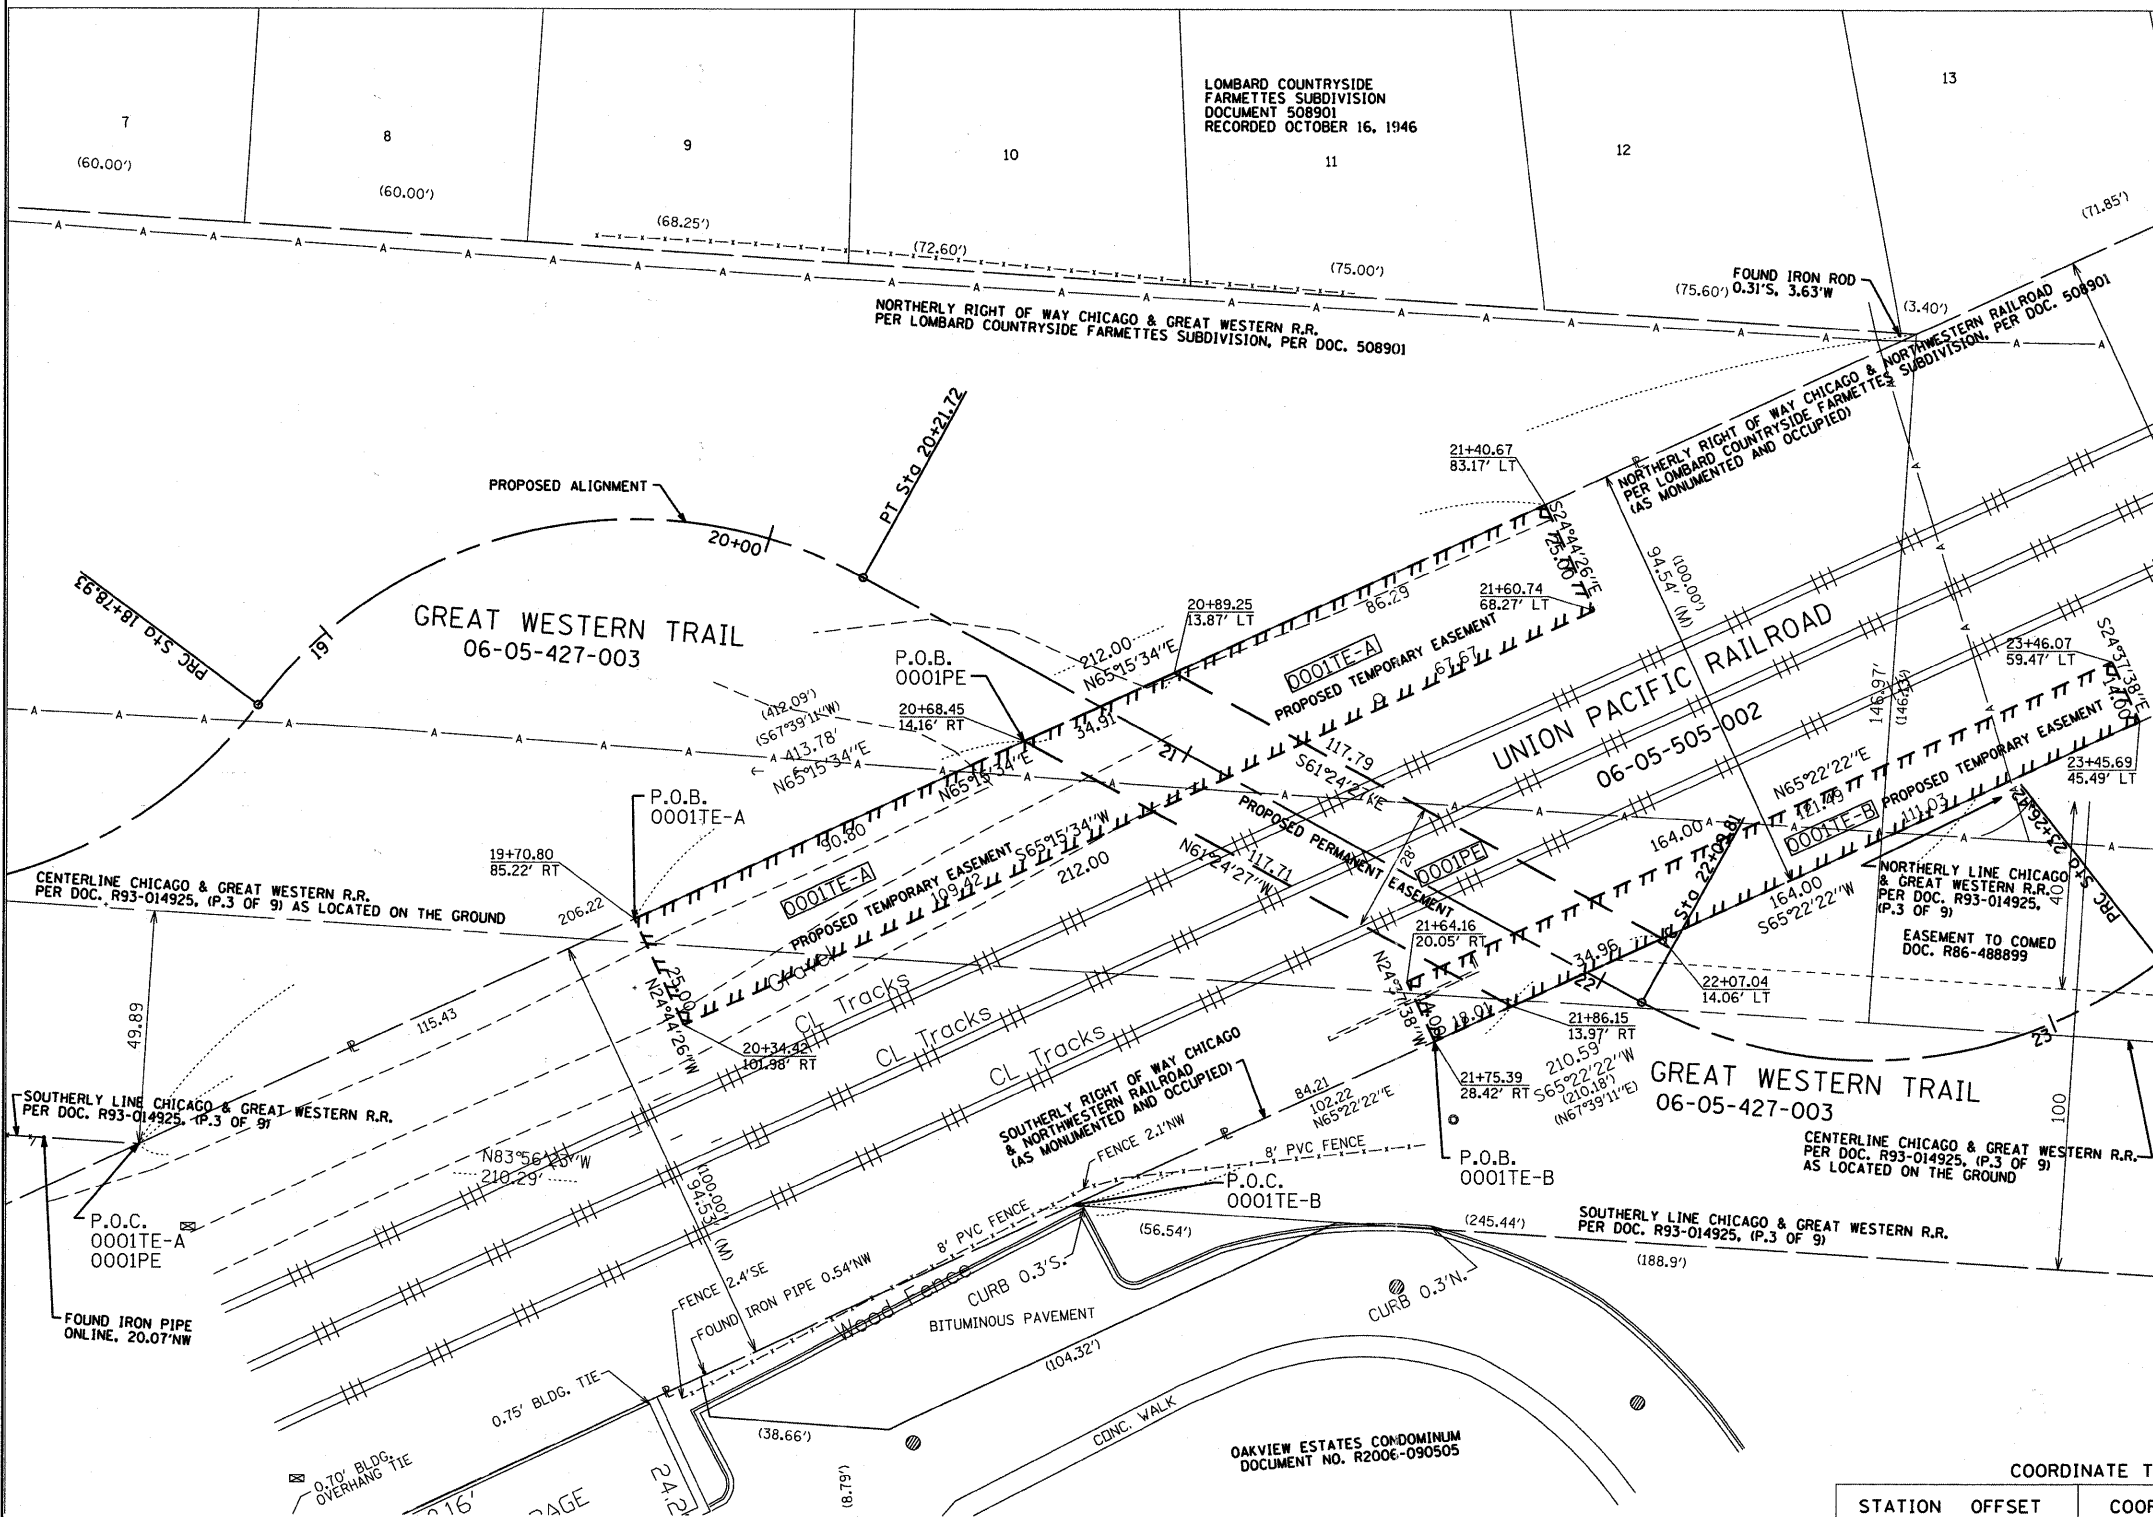 7
(60.00')
8
(60.00')
9
(68.25')
10
(72.60')
LOMBARD COUNTRYSIDE
FARMETTES SUBDIVISION
DOCUMENT 508901
RECORDED OCTOBER 16, 1946
11
(75.00')
12
(75.60')
13
(71.85')
FOUND IRON ROD
0.31'S, 3.63'W
(3.40')
NORTHERLY RIGHT OF WAY CHICAGO & GREAT WESTERN R.R.
PER LOMBARD COUNTRYSIDE FARMETTES SUBDIVISION, PER DOC. 508901
NORTHERLY RIGHT OF WAY CHICAGO & NORTHWESTERN RAILROAD
PER LOMBARD COUNTRYSIDE FARMETTES SUBDIVISION, PER DOC. 508901
(AS MONUMENTED AND OCCUPIED)
PROPOSED ALIGNMENT
20+00
PT Sta 20+21.72
PRC Sta 18+78.93
19
GREAT WESTERN TRAIL
06-05-427-003
21+40.67
83.17' LT
S24°44'26"E
25.00
(100.00')
94.54' (M)
20+89.25
13.87' LT
86.29
21+60.74
68.27' LT
212.00
N65°15'34"E
0001TE-A
PROPOSED TEMPORARY EASEMENT
67.67
P.O.B.
0001PE
20+68.45
14.16' RT
34.91
N65°15'34"E
(412.09')
(S67°39'11"W)
413.78'
N65°15'34"E
21
117.79
S61°24'27"E
UNION PACIFIC RAILROAD
06-05-505-002
146.97'
S24°37'38"E
14.00
23+46.07
59.47' LT
23+45.69
45.49' LT
P.O.B.
0001TE-A
19+70.80
85.22' RT
90.80
0001TE-A
PROPOSED TEMPORARY EASEMENT
S65°15'34"W
109.42
212.00
N61°24'27"W
117.71
PROPOSED PERMANENT EASEMENT
0001PE
28'
N65°22'22"E
121.49
164.00
0001TE-B
PROPOSED TEMPORARY EASEMENT
111.03
164.00
S65°22'22"W
Sta 22+09.81
PRC Sta 23+26.42
NORTHERLY LINE CHICAGO
& GREAT WESTERN R.R.
PER DOC. R93-014925,
(P.3 OF 9)
40
EASEMENT TO COMED
DOC. R86-488899
CENTERLINE CHICAGO & GREAT WESTERN R.R.
PER DOC. R93-014925, (P.3 OF 9) AS LOCATED ON THE GROUND
206.22
49.89
115.43
25.00
N24°44'26"W
20+34.42
101.98' RT
Gravel
CL Tracks
CL Tracks
CL Tracks
21+64.16
20.05' RT
N24°37'38"W
34.96
22
22+07.04
14.06' LT
18.01
21+86.15
13.97' RT
21+75.39
28.42' RT
210.59'
S65°22'22"W
(210.18')
(N67°39'11"E)
GREAT WESTERN TRAIL
06-05-427-003
23
100
SOUTHERLY LINE CHICAGO & GREAT WESTERN R.R.
PER DOC. R93-014925, (P.3 OF 9)
SOUTHERLY RIGHT OF WAY CHICAGO
& NORTHWESTERN RAILROAD
(AS MONUMENTED AND OCCUPIED)
84.21
102.22
N65°22'22"E
FENCE 2.1'NW
8' PVC FENCE
P.O.B.
0001TE-B
P.O.C.
0001TE-B
CENTERLINE CHICAGO & GREAT WESTERN R.R.
PER DOC. R93-014925, (P.3 OF 9)
AS LOCATED ON THE GROUND
210.29'
(100.00')
94.53' (M)
P.O.C.
0001TE-A
0001PE
FOUND IRON PIPE
ONLINE, 20.07'NW
8' PVC FENCE
FENCE 2.4'SE
FOUND IRON PIPE 0.54'NW
Wood Fence
CURB 0.3'S.
BITUMINOUS PAVEMENT
(56.54')
(245.44')
SOUTHERLY LINE CHICAGO & GREAT WESTERN R.R.
PER DOC. R93-014925, (P.3 OF 9)
(188.9')
CURB 0.3'N.
(104.32')
0.75' BLDG. TIE
(38.66')
CONC. WALK
0.70' BLDG.
OVERHANG TIE
(8.79')
OAKVIEW ESTATES CONDOMINUM
DOCUMENT NO. R2006-090505
COORDINATE T
STATION OFFSET
COOR